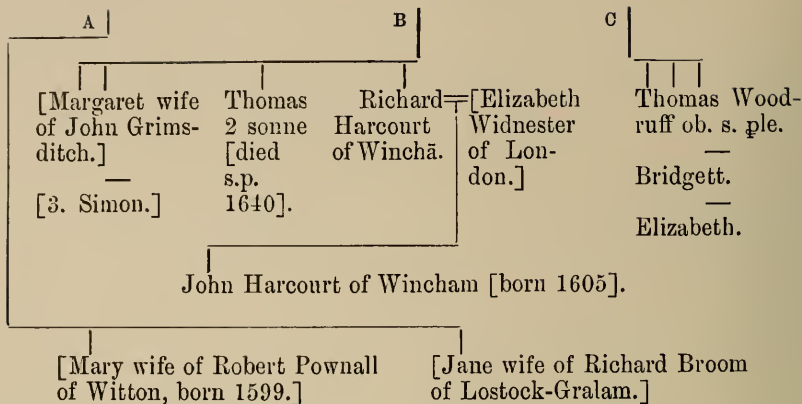 A
B
C
[Margaret wife
of John Grims-
ditch.]
—
[3. Simon.]
Thomas
2 sonne
[died
s.p.
1640].
Richard
Harcourt
of Winchā.
[Elizabeth
Widnester
of Lon-
don.]
Thomas Wood-
ruff ob. s. ꝑle.
—
Bridgett.
—
Elizabeth.
John Harcourt of Wincham [born 1605].
[Mary wife of Robert Pownall
of Witton, born 1599.]
[Jane wife of Richard Broom
of Lostock-Gralam.]